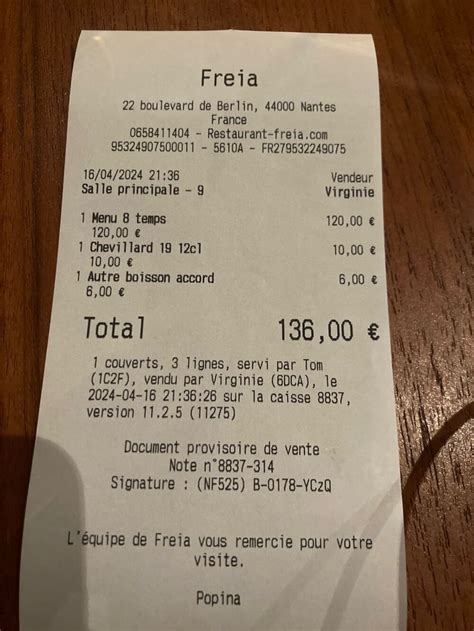 Freia
22 boulevard de Berlin, 44000 Nantes
France
0658411404 - Restaurant-freia.com
95324907500011 - 5610A - FR279532249075
16/04/2024 21:36 Vendeur
Salle principale - 9 Virginie
1 Menu 8 temps 120,00 €
120,00 €
1 Chevillard 19 12cl 10,00 €
10,00 €
1 Autre boisson accord 6,00 €
6,00 €
Total 136,00 €
1 couverts, 3 lignes, servi par Tom
(1C2F), vendu par Virginie (6DCA), le
2024-04-16 21:36:26 sur la caisse 8837,
version 11.2.5 (11275)
Document provisoire de vente
Note n°8837-314
Signature : (NF525) B-0178-YCzQ
L'équipe de Freia vous remercie pour votre
visite.
Popina